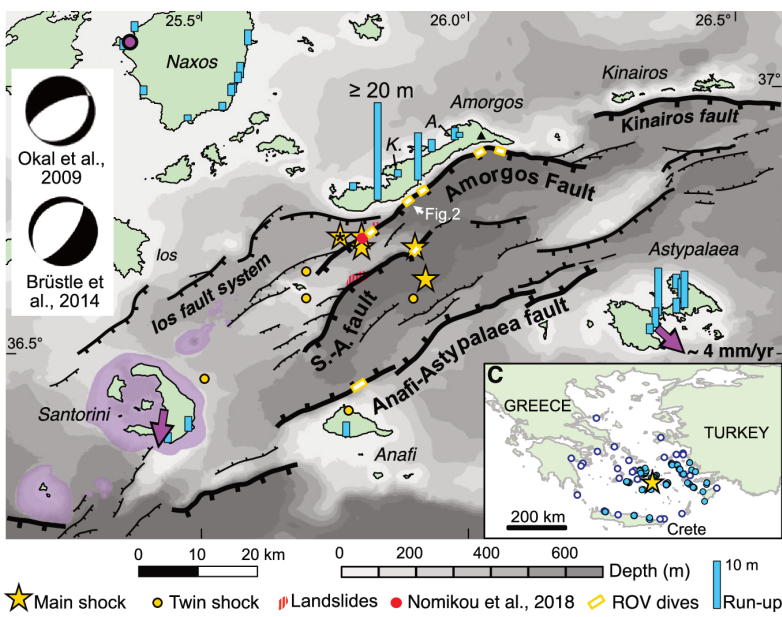 25.5°
26.0°
26.5°
Naxos
Kinairos
37°
≥ 20 m
Amorgos
A.
K.
Kinairos fault
Okal et al.,
2009
Amorgos Fault
Fig.2
Brüstle et
al., 2014
Ios
Ios fault system
Astypalaea
S.-A. fault
Anafi-Astypalaea fault
36.5°
~ 4 mm/yr
Santorini
Anafi
C
GREECE
TURKEY
200 km
Crete
0 10 20 km
0 200 400 600 Depth (m)
10 m
Main shock Twin shock Landslides Nomikou et al., 2018 ROV dives Run-up